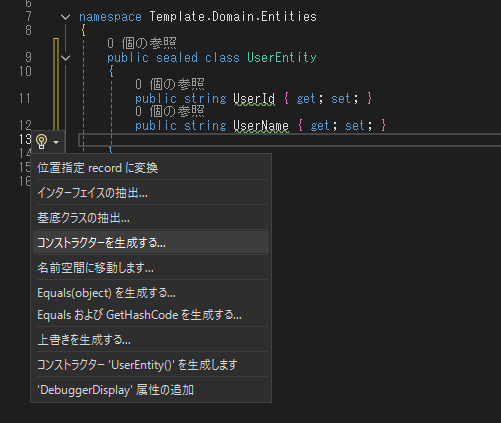 6
7 namespace Template.Domain.Entities
8 {
0 個の参照
9 public sealed class UserEntity
10 {
0 個の参照
11 public string UserId { get; set; }
0 個の参照
12 public string UserName { get; set; }
13
14 }
15 位置指定 record に変換
16 インターフェイスの抽出...
基底クラスの抽出...
コンストラクターを生成する...
名前空間に移動します...
Equals(object) を生成する...
Equals および GetHashCode を生成する...
上書きを生成する...
コンストラクター 'UserEntity()' を生成します
'DebuggerDisplay' 属性の追加